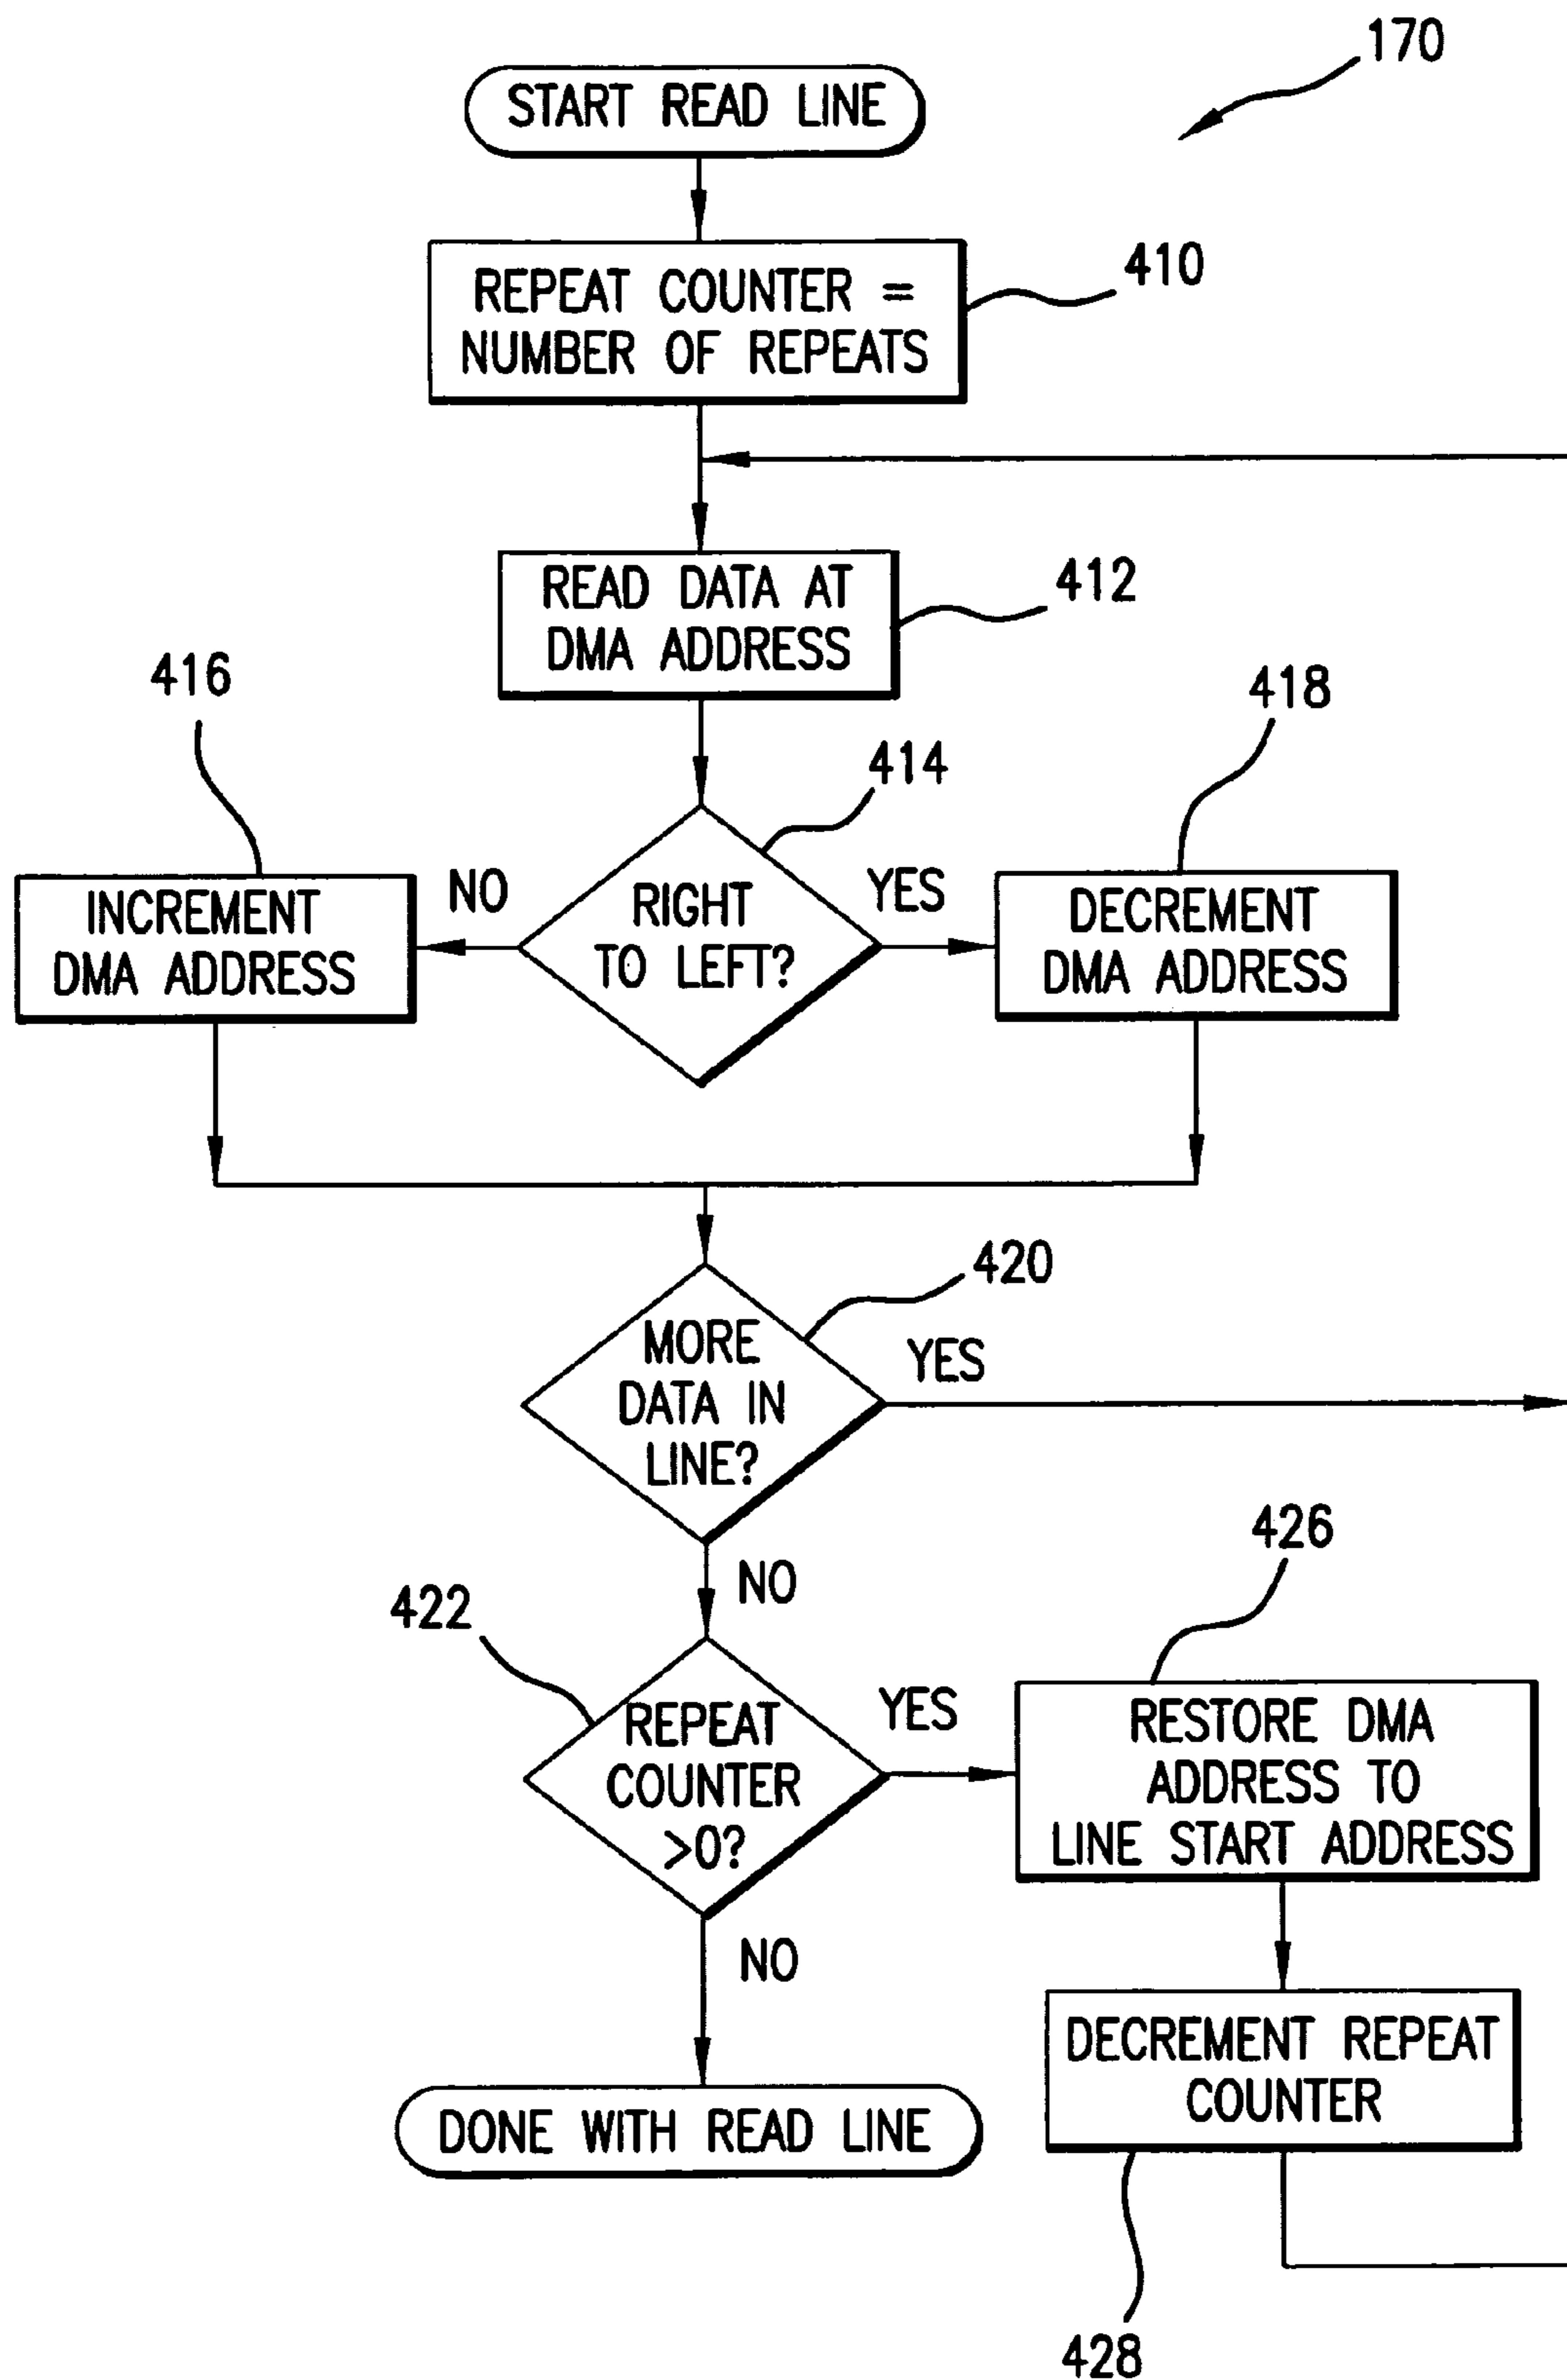 170
START READ LINE
410
REPEAT COUNTER =
NUMBER OF REPEATS
412
READ DATA AT
DMA ADDRESS
416
418
414
INCREMENT
DMA ADDRESS
NO
RIGHT
TO LEFT?
YES
DECREMENT
DMA ADDRESS
420
MORE
DATA IN
LINE?
YES
NO
426
422
REPEAT
COUNTER
>0?
YES
RESTORE DMA
ADDRESS TO
LINE START ADDRESS
NO
DECREMENT REPEAT
COUNTER
DONE WITH READ LINE
428